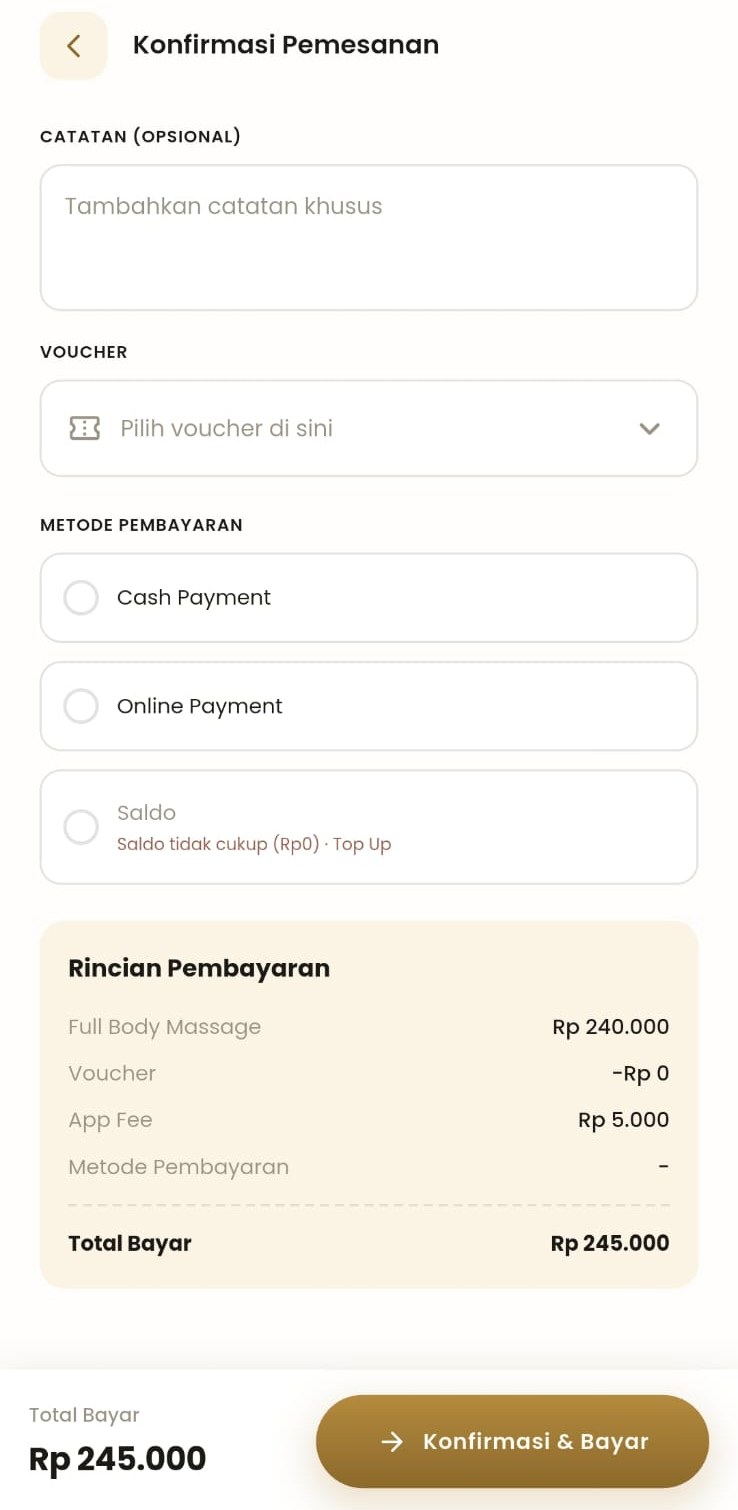 Konfirmasi Pemesanan
CATATAN (OPSIONAL)
Tambahkan catatan khusus
VOUCHER
Pilih voucher di sini
METODE PEMBAYARAN
Cash Payment
Online Payment
Saldo
Saldo tidak cukup (Rp0) · Top Up
Rincian Pembayaran
Full Body Massage Rp 240.000
Voucher -Rp 0
App Fee Rp 5.000
Metode Pembayaran -
Total Bayar Rp 245.000
Total Bayar
Rp 245.000
Konfirmasi & Bayar